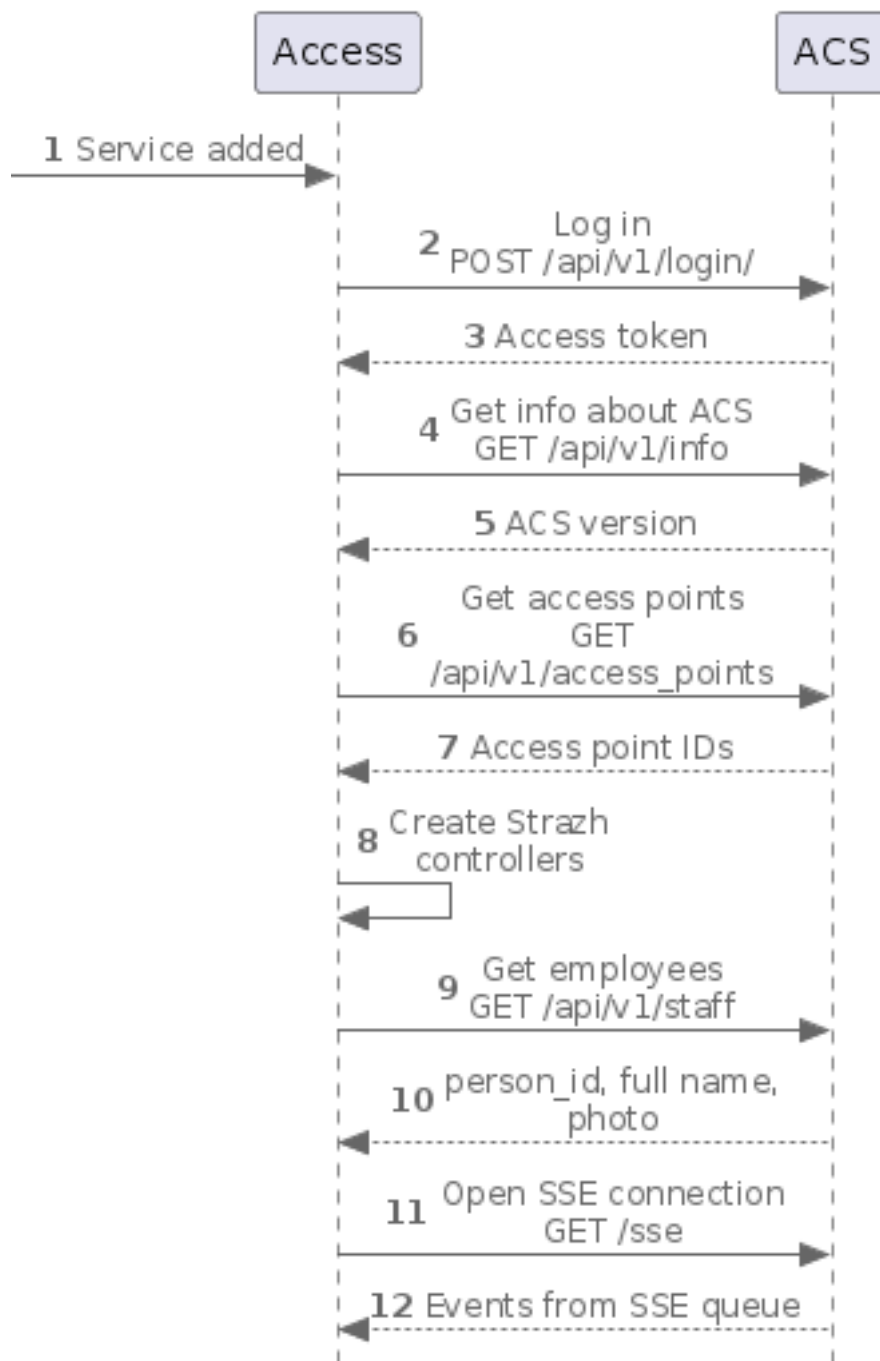 Access
ACS
1 Service added
Log in
2
POST /api/v1/login/
3 Access token
Get info about ACS
4
GET /api/v1/info
5 ACS version
Get access points
6
GET
/api/v1/access_points
7 Access point IDs
Create Strazh
8
controllers
Get employees
9
GET /api/v1/staff
person_id, full name,
10
photo
Open SSE connection
11
GET /sse
12 Events from SSE queue